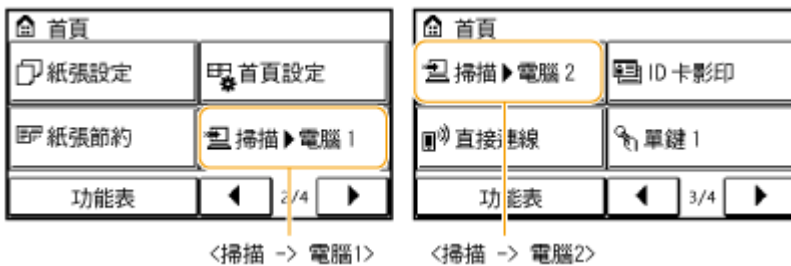 首頁
紙張設定 首頁設定
紙張節約 掃描▶電腦 1
功能表 ◀ 2/4 ▶
<掃描 -> 電腦1>
首頁
掃描▶電腦 2 ID 卡影印
直接連線 單鍵 1
功能表 ◀ 3/4 ▶
<掃描 -> 電腦2>